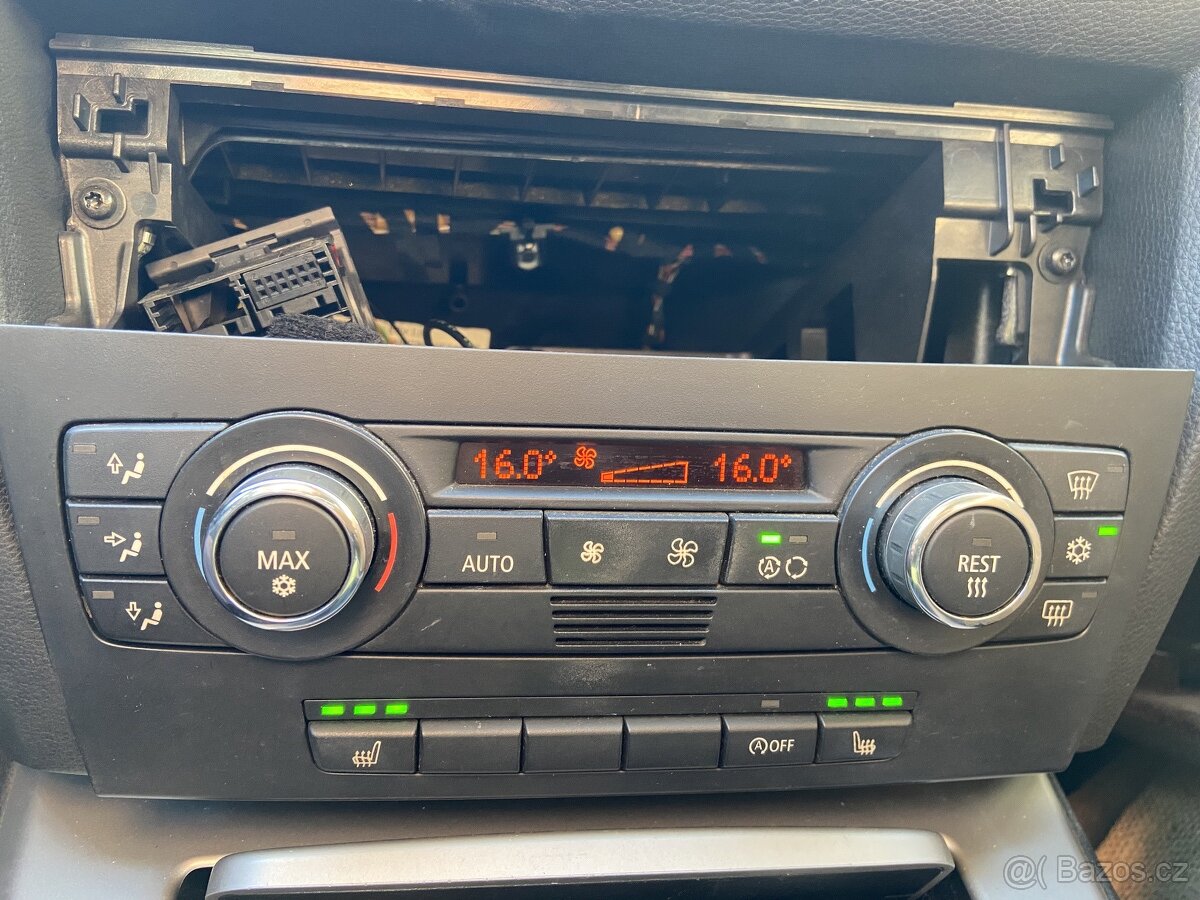 16.0° 16.0°
MAX
AUTO
A
REST
A OFF
@( Bazos.cz